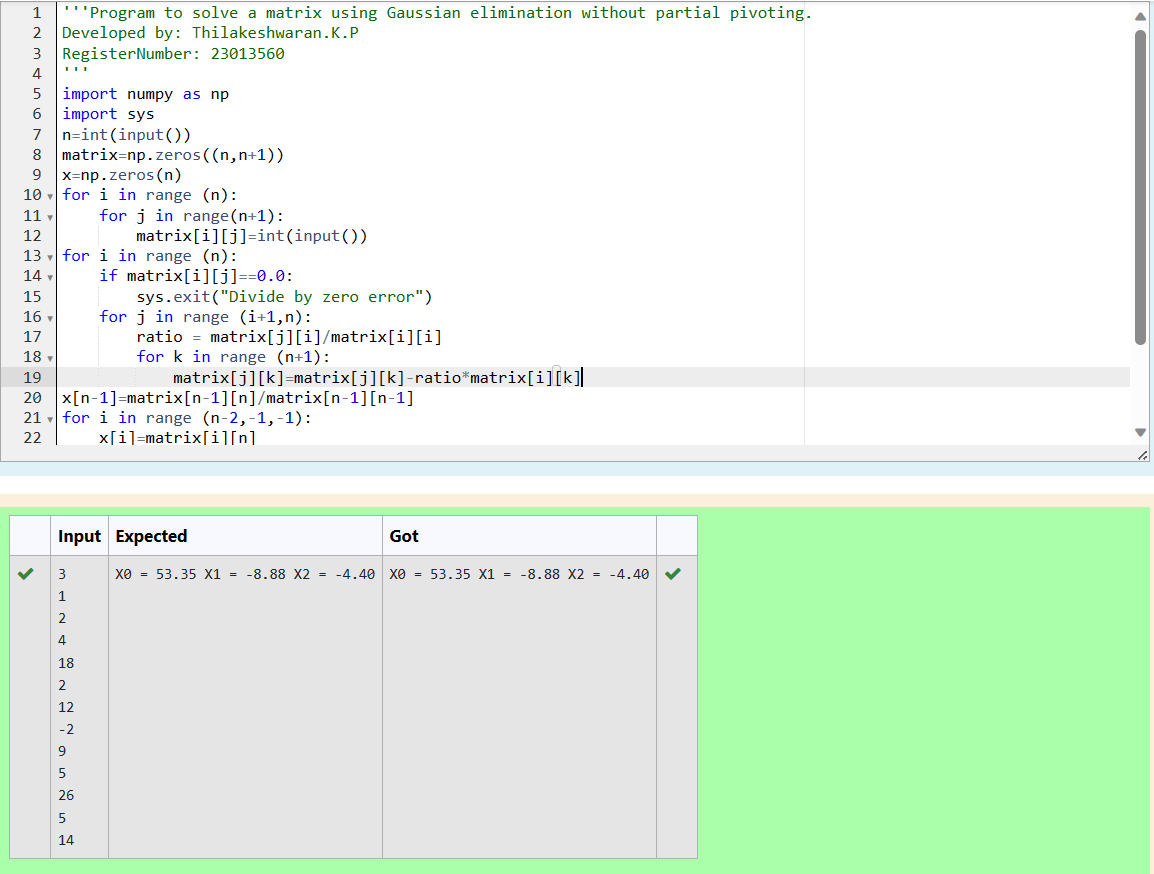 1 '''Program to solve a matrix using Gaussian elimination without partial pivoting.
2 Developed by: Thilakeshwaran.K.P
3 RegisterNumber: 23013560
4 '''
5 import numpy as np
6 import sys
7 n=int(input())
8 matrix=np.zeros((n,n+1))
9 x=np.zeros(n)
10 for i in range (n):
11     for j in range(n+1):
12         matrix[i][j]=int(input())
13 for i in range (n):
14     if matrix[i][j]==0.0:
15         sys.exit("Divide by zero error")
16     for j in range (i+1,n):
17         ratio = matrix[j][i]/matrix[i][i]
18         for k in range (n+1):
19             matrix[j][k]=matrix[j][k]-ratio*matrix[i][k]
20 x[n-1]=matrix[n-1][n]/matrix[n-1][n-1]
21 for i in range (n-2,-1,-1):
22     x[i]=matrix[i][n]
Input Expected Got
3 X0 = 53.35 X1 = -8.88 X2 = -4.40 X0 = 53.35 X1 = -8.88 X2 = -4.40
1
2
4
18
2
12
-2
9
5
26
5
14